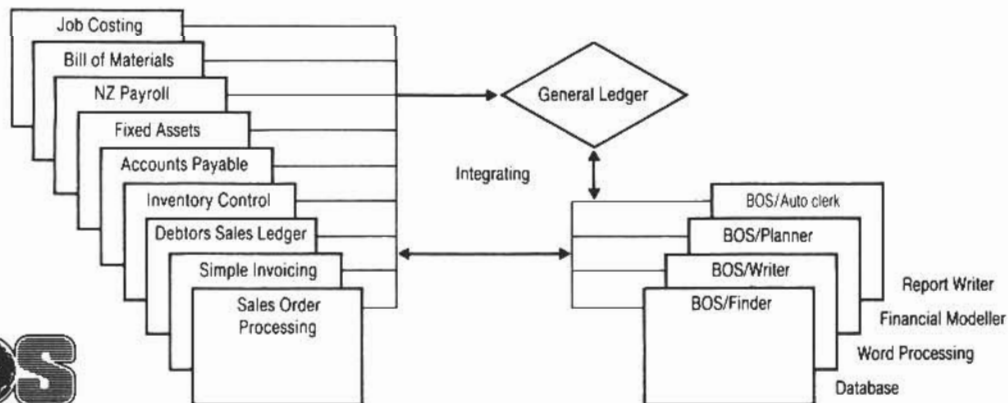 Job Costing
Bill of Materials
NZ Payroll
Fixed Assets
Accounts Payable
Inventory Control
Debtors Sales Ledger
Simple Invoicing
Sales Order
Processing
General Ledger
Integrating
BOS/Auto clerk
BOS/Planner
BOS/Writer
BOS/Finder
Report Writer
Financial Modeller
Word Processing
Database